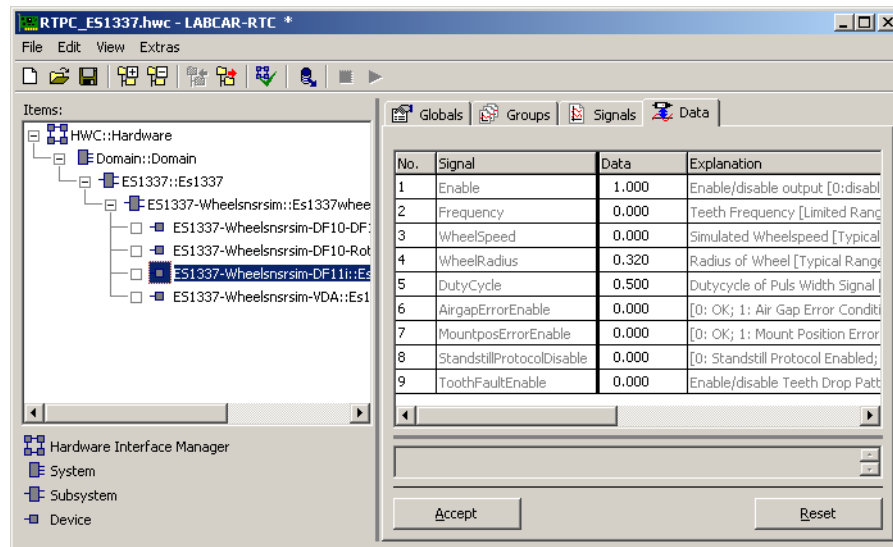 RTPC_ES1337.hwc - LABCAR-RTC *
File Edit View Extras
Items:
HWC::Hardware
Domain::Domain
ES1337::Es1337
ES1337-Wheelsnsrsim::Es1337whee
ES1337-Wheelsnsrsim-DF10-DF1
ES1337-Wheelsnsrsim-DF10-Rot
ES1337-Wheelsnsrsim-DF11i::Es
ES1337-Wheelsnsrsim-VDA::Es1
Hardware Interface Manager
System
Subsystem
Device
Globals Groups Signals Data
No. Signal Data Explanation
1 Enable 1.000 Enable/disable output [0:disabl
2 Frequency 0.000 Teeth Frequency [Limited Rang
3 WheelSpeed 0.000 Simulated Wheelspeed [Typical
4 WheelRadius 0.320 Radius of Wheel [Typical Range
5 DutyCycle 0.500 Dutycycle of Puls Width Signal [
6 AirgapErrorEnable 0.000 [0: OK; 1: Air Gap Error Conditi
7 MountposErrorEnable 0.000 [0: OK; 1: Mount Position Error
8 StandstillProtocolDisable 0.000 [0: Standstill Protocol Enabled;
9 ToothFaultEnable 0.000 Enable/disable Teeth Drop Patt
Accept Reset